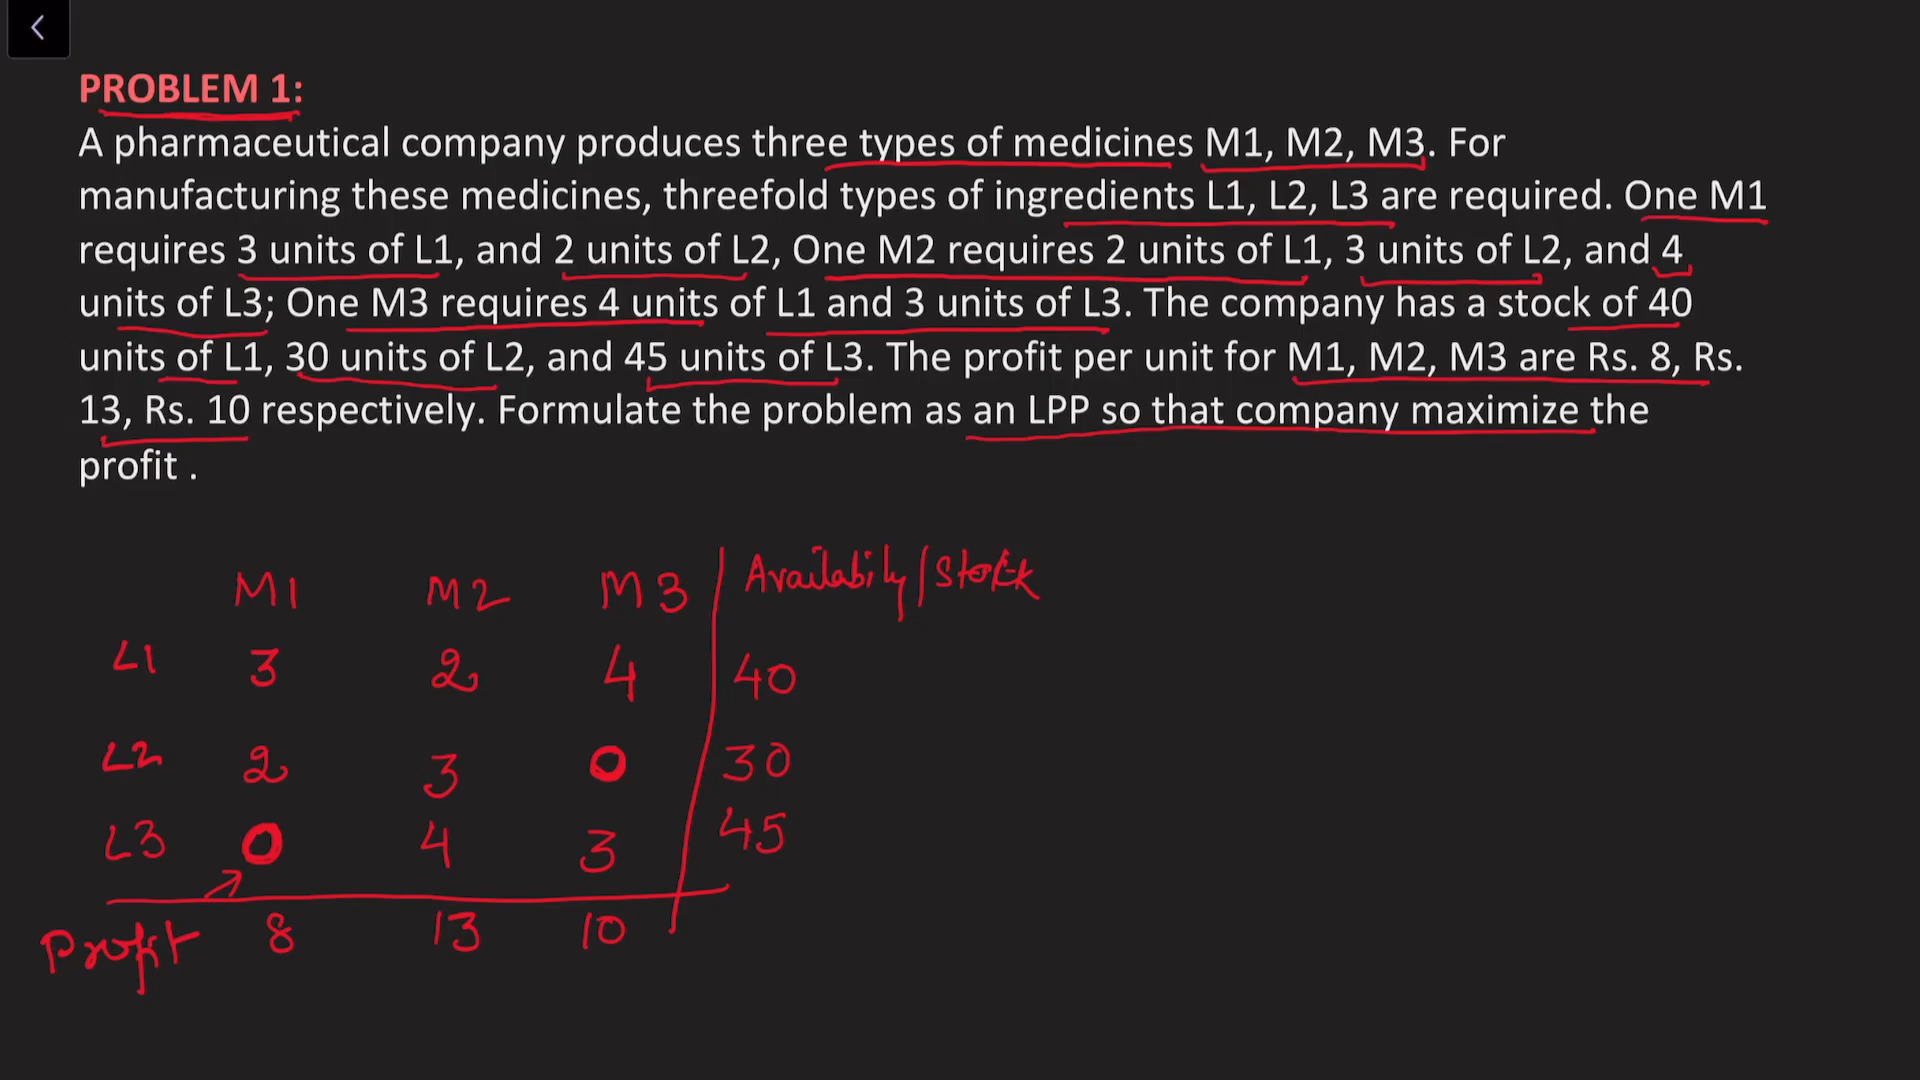 PROBLEM 1:
A pharmaceutical company produces three types of medicines M1, M2, M3. For
manufacturing these medicines, threefold types of ingredients L1, L2, L3 are required. One M1
requires 3 units of L1, and 2 units of L2, One M2 requires 2 units of L1, 3 units of L2, and 4
units of L3; One M3 requires 4 units of L1 and 3 units of L3. The company has a stock of 40
units of L1, 30 units of L2, and 45 units of L3. The profit per unit for M1, M2, M3 are Rs. 8, Rs.
13, Rs. 10 respectively. Formulate the problem as an LPP so that company maximize the
profit .
M1 M2 M3 Availabily/Stock
L1 3 2 4 40
L2 2 3 0 30
L3 0 4 3 45
Profit 8 13 10